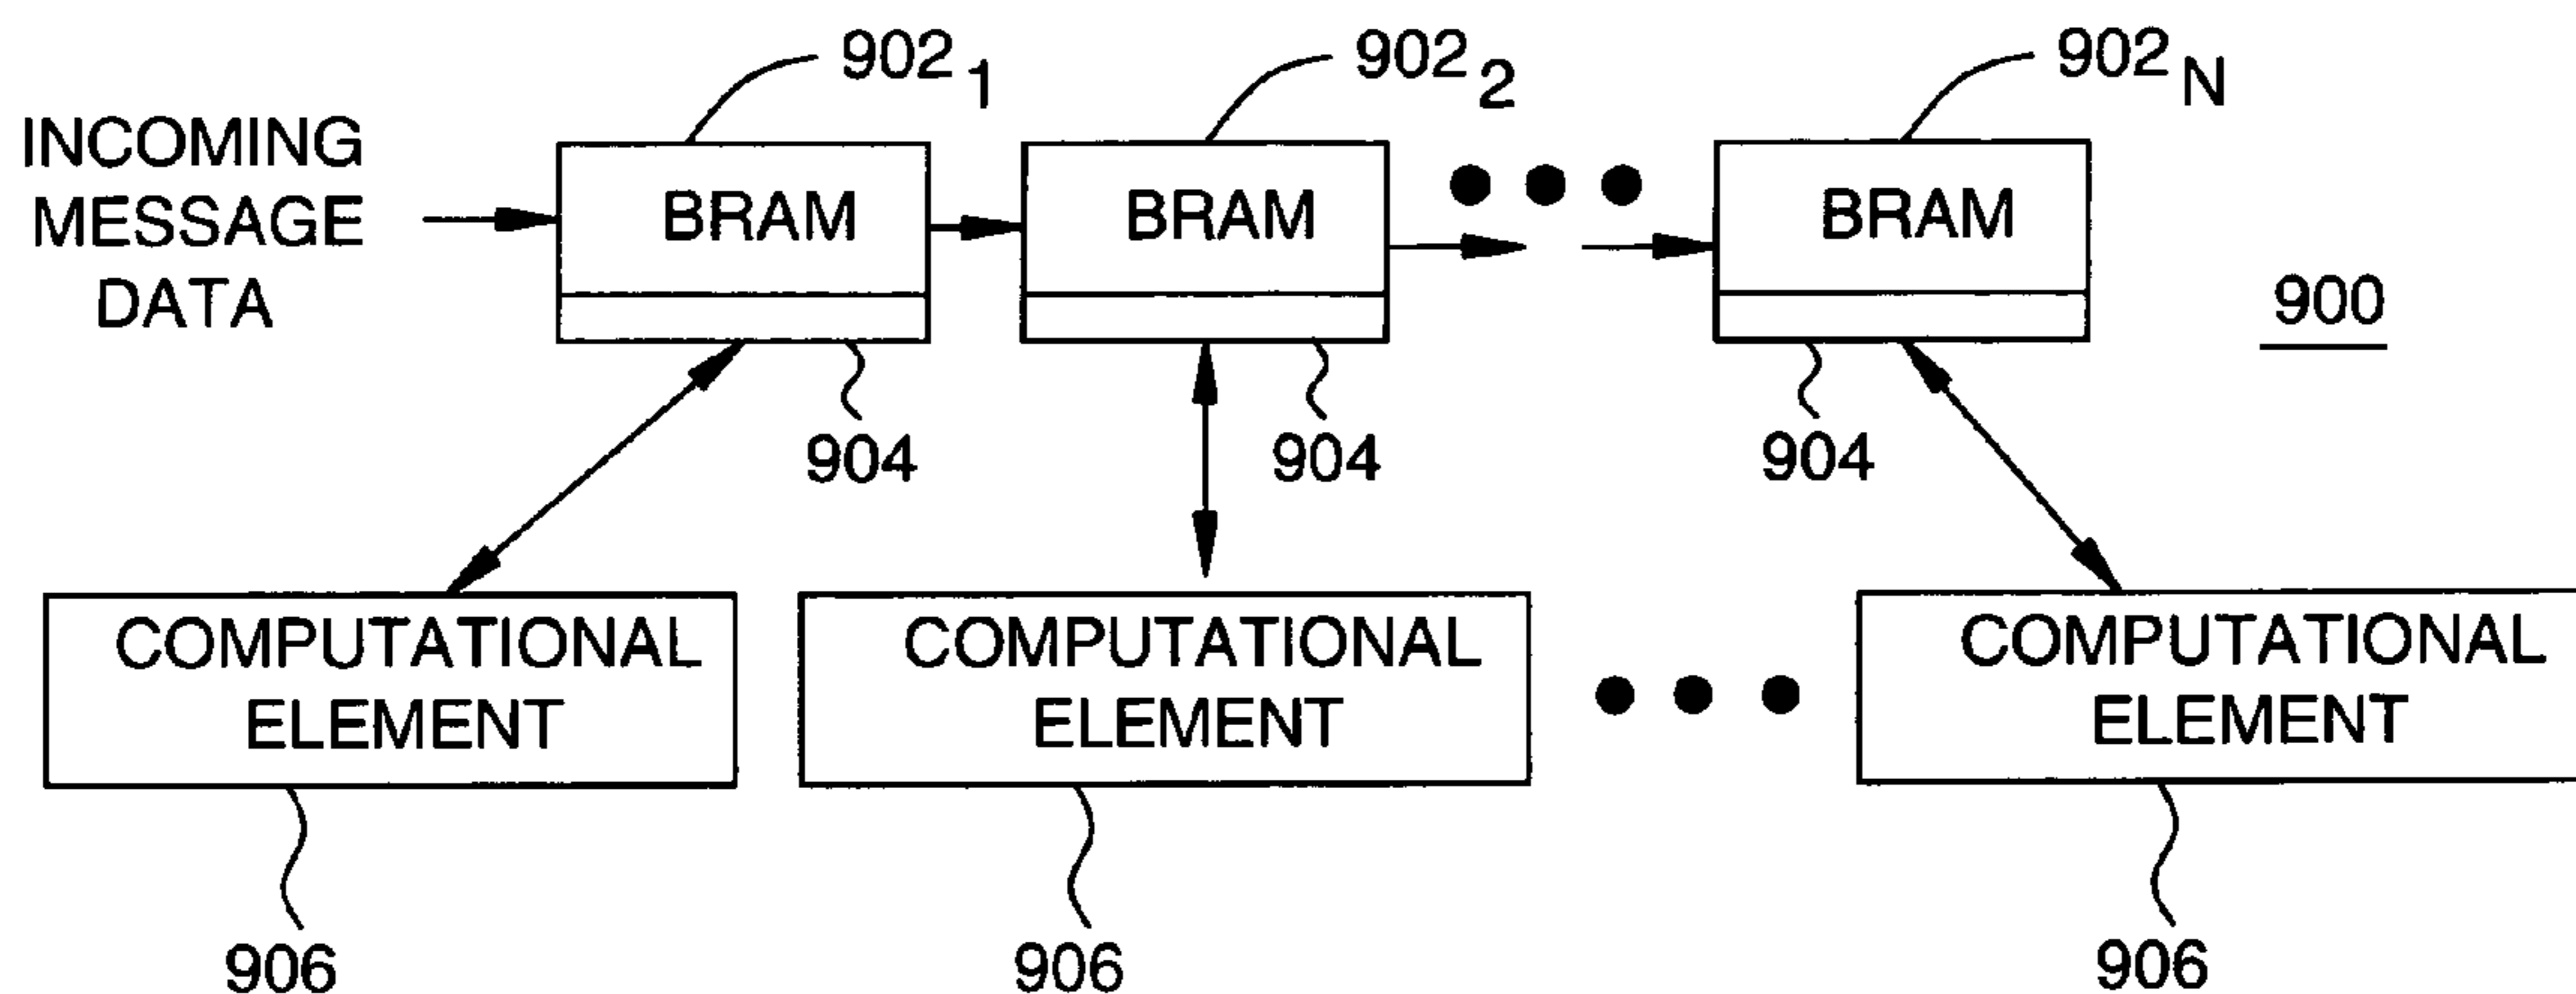 902 1
902 2
902 N
INCOMING
MESSAGE
DATA
BRAM
BRAM
BRAM
900
904
904
904
COMPUTATIONAL
ELEMENT
COMPUTATIONAL
ELEMENT
COMPUTATIONAL
ELEMENT
906
906
906